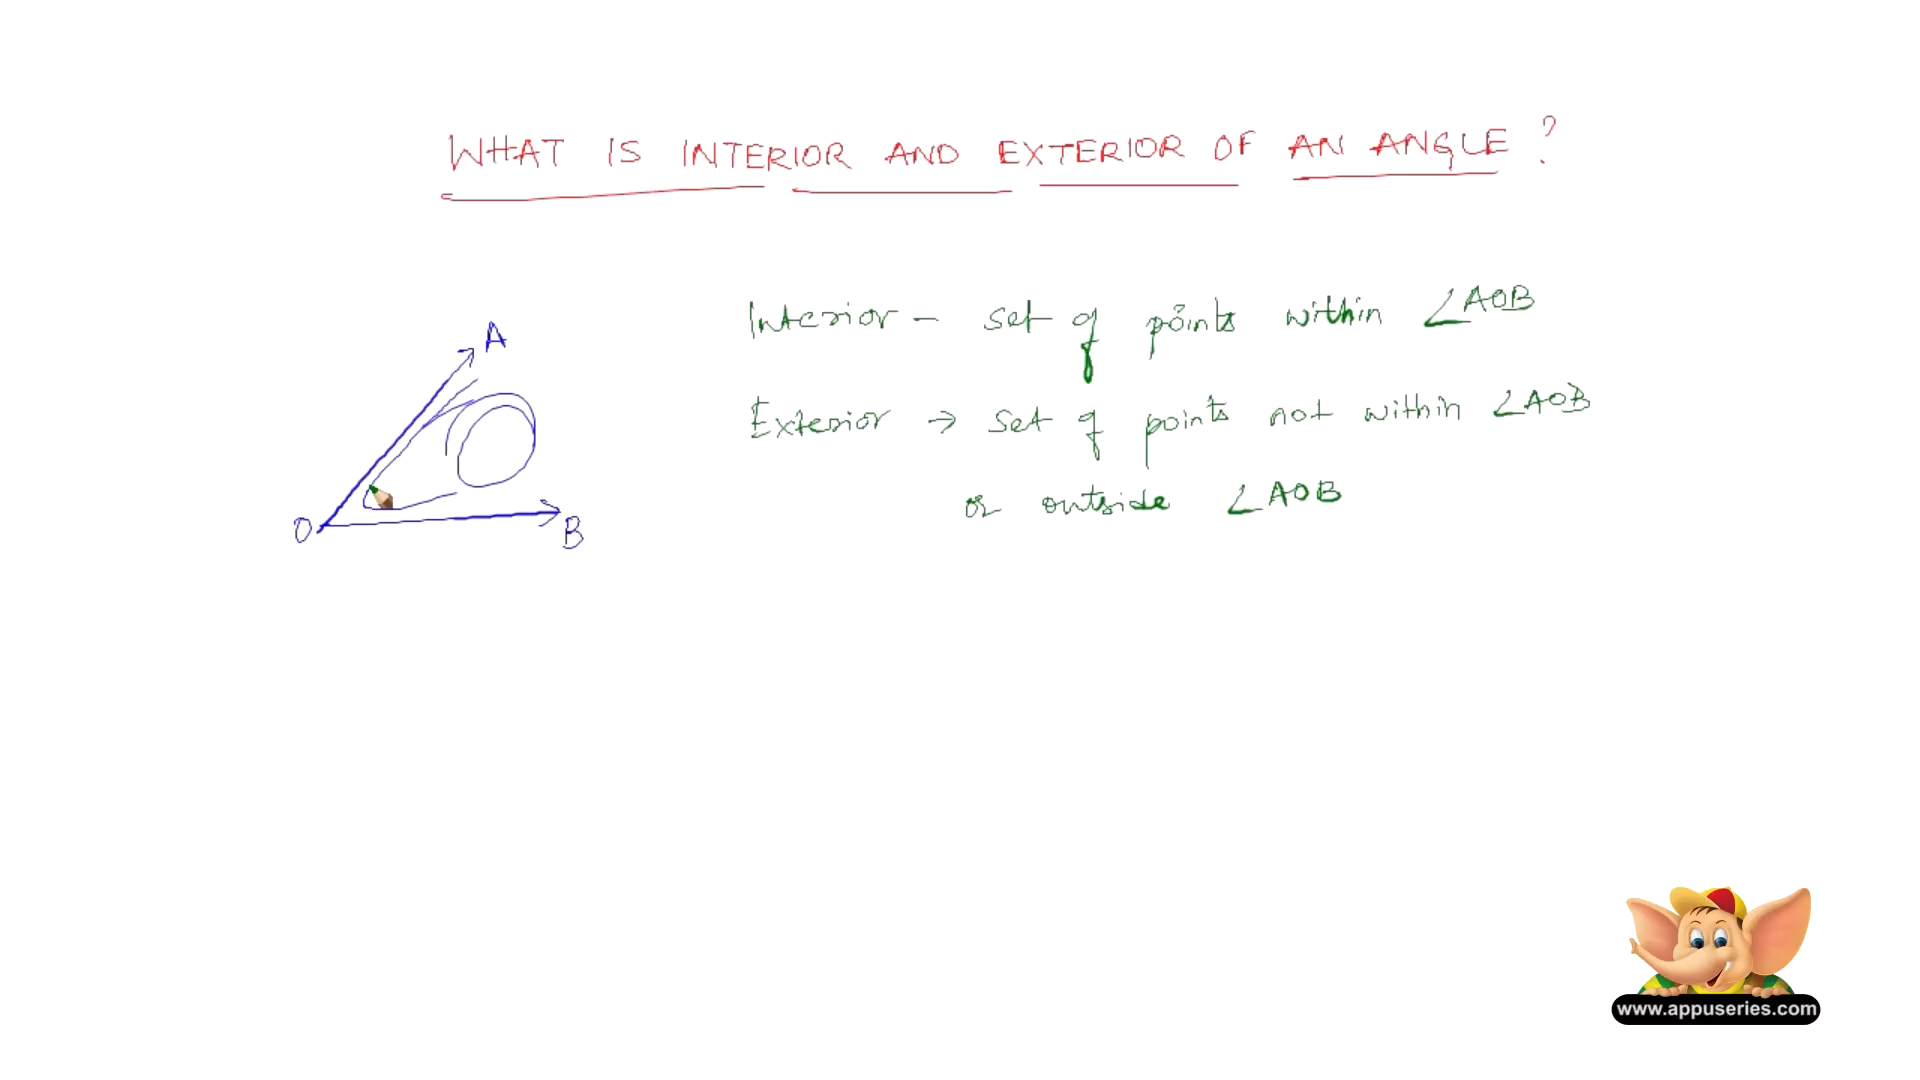 WHAT IS INTERIOR AND EXTERIOR OF AN ANGLE ?
Interior - set of points within ∠AOB
Exterior → set of points not within ∠AOB
or outside ∠AOB
A
O
B
www.appuseries.com